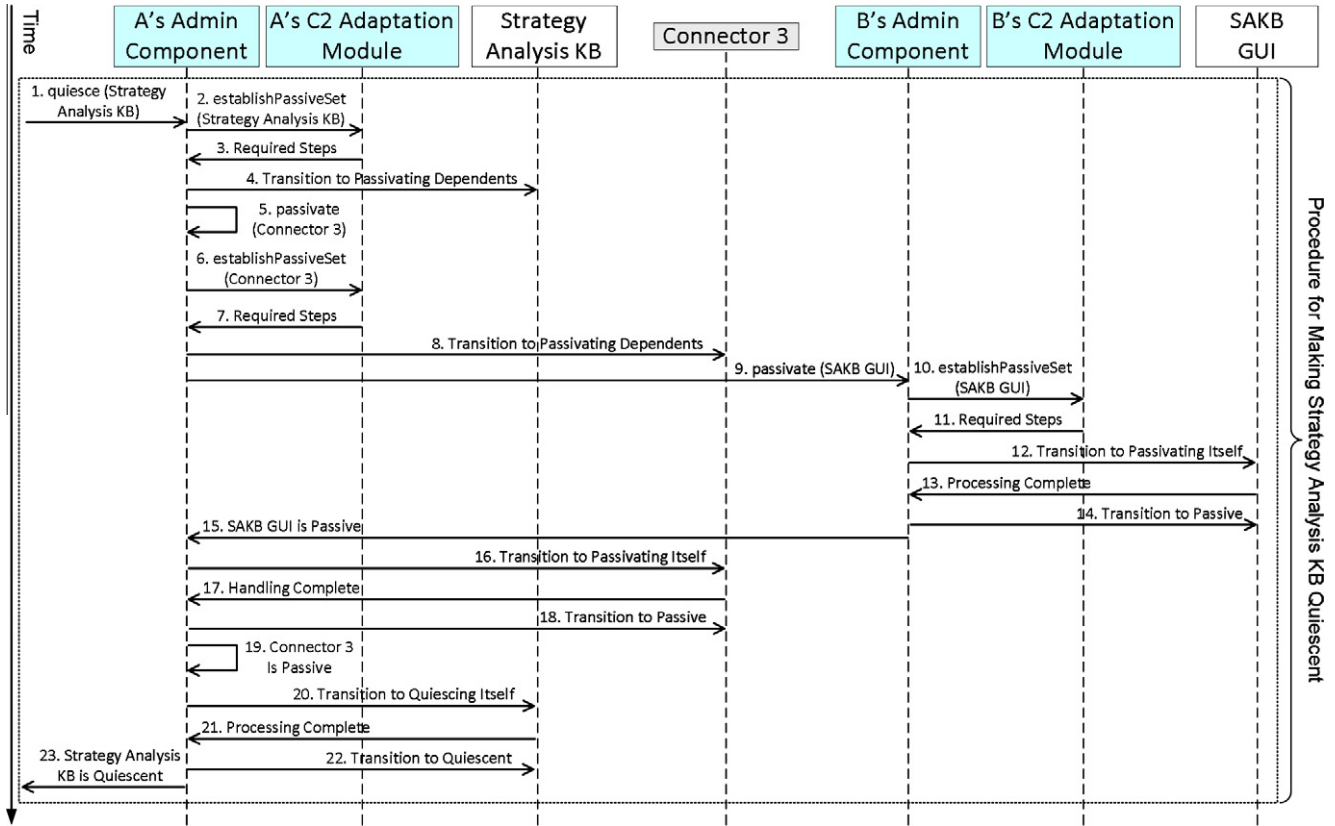 Time
A's Admin
Component
A's C2 Adaptation
Module
Strategy
Analysis KB
Connector 3
B's Admin
Component
B's C2 Adaptation
Module
SAKB
GUI
1. quiesce (Strategy
Analysis KB)
2. establishPassiveSet
(Strategy Analysis KB)
3. Required Steps
4. Transition to Passivating Dependents
5. passivate
(Connector 3)
6. establishPassiveSet
(Connector 3)
7. Required Steps
8. Transition to Passivating Dependents
9. passivate (SAKB GUI)
10. establishPassiveSet
(SAKB GUI)
11. Required Steps
12. Transition to Passivating Itself
13. Processing Complete
14. Transition to Passive
15. SAKB GUI is Passive
16. Transition to Passivating Itself
17. Handling Complete
18. Transition to Passive
19. Connector 3
Is Passive
20. Transition to Quiescing Itself
21. Processing Complete
22. Transition to Quiescent
23. Strategy Analysis
KB is Quiescent
Procedure for Making Strategy Analysis KB Quiescent